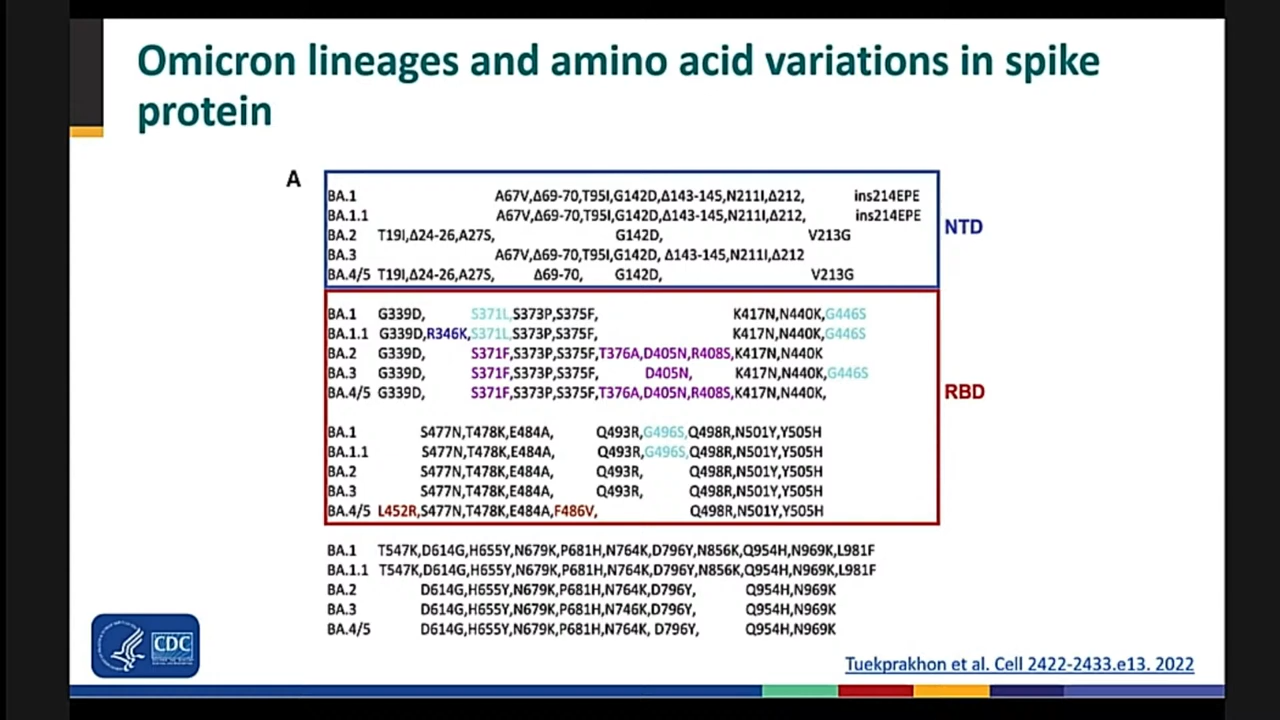 Omicron lineages and amino acid variations in spike
protein
A
BA.1 A67V,Δ69-70,T95I,G142D,Δ143-145,N211I,Δ212, ins214EPE
BA.1.1 A67V,Δ69-70,T95I,G142D,Δ143-145,N211I,Δ212, ins214EPE
BA.2 T19I,Δ24-26,A27S, G142D, V213G
BA.3 A67V,Δ69-70,T95I,G142D, Δ143-145,N211I,Δ212
BA.4/5 T19I,Δ24-26,A27S, Δ69-70, G142D, V213G
NTD
BA.1 G339D, S371L,S373P,S375F, K417N,N440K,G446S
BA.1.1 G339D,R346K,S371L,S373P,S375F, K417N,N440K,G446S
BA.2 G339D, S371F,S373P,S375F,T376A,D405N,R408S,K417N,N440K
BA.3 G339D, S371F,S373P,S375F, D405N, K417N,N440K,G446S
BA.4/5 G339D, S371F,S373P,S375F,T376A,D405N,R408S,K417N,N440K,
RBD
BA.1 S477N,T478K,E484A, Q493R,G496S,Q498R,N501Y,Y505H
BA.1.1 S477N,T478K,E484A, Q493R,G496S,Q498R,N501Y,Y505H
BA.2 S477N,T478K,E484A, Q493R, Q498R,N501Y,Y505H
BA.3 S477N,T478K,E484A, Q493R, Q498R,N501Y,Y505H
BA.4/5 L452R,S477N,T478K,E484A,F486V, Q498R,N501Y,Y505H
BA.1 T547K,D614G,H655Y,N679K,P681H,N764K,D796Y,N856K,Q954H,N969K,L981F
BA.1.1 T547K,D614G,H655Y,N679K,P681H,N764K,D796Y,N856K,Q954H,N969K,L981F
BA.2 D614G,H655Y,N679K,P681H,N764K,D796Y, Q954H,N969K
BA.3 D614G,H655Y,N679K,P681H,N746K,D796Y, Q954H,N969K
BA.4/5 D614G,H655Y,N679K,P681H,N764K, D796Y, Q954H,N969K
CDC
Tuekprakhon et al. Cell 2422-2433.e13. 2022